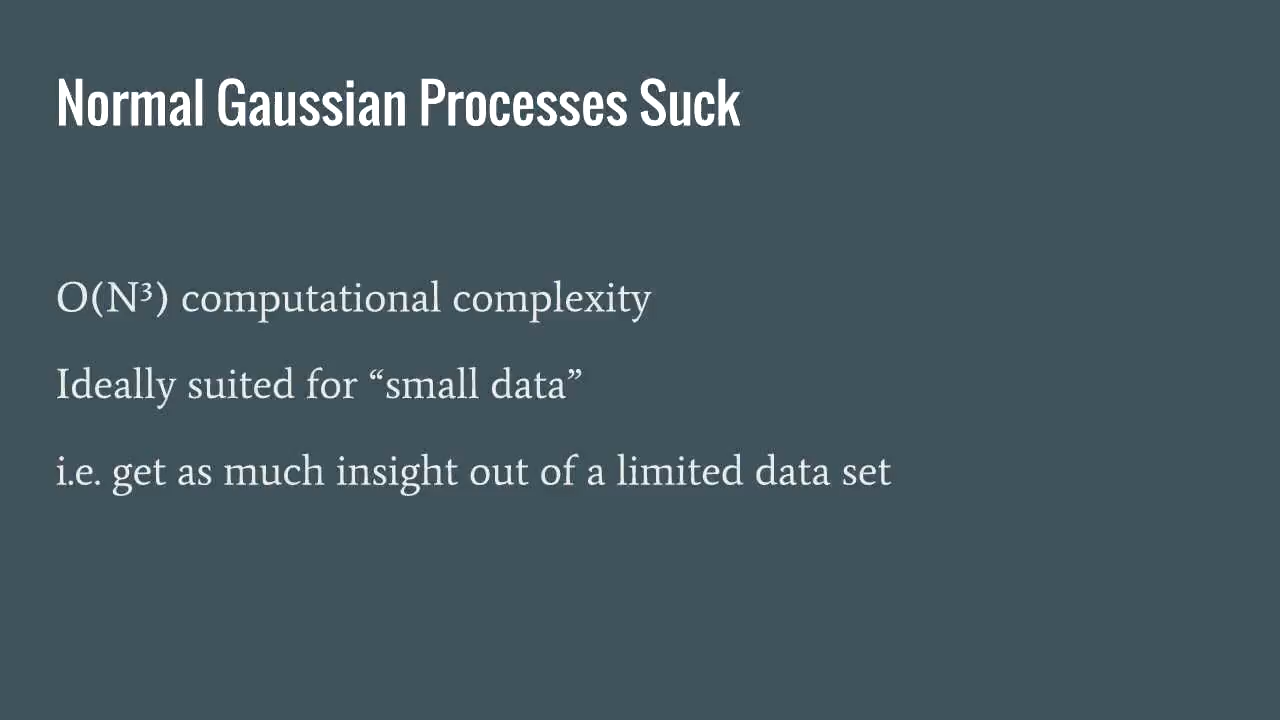 Normal Gaussian Processes Suck
O(N³) computational complexity
Ideally suited for “small data”
i.e. get as much insight out of a limited data set